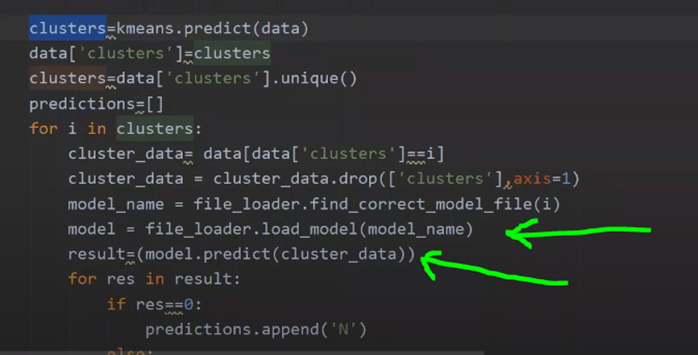 clusters=kmeans.predict(data)
data['clusters']=clusters
clusters=data['clusters'].unique()
predictions=[]
for i in clusters:
cluster_data= data[data['clusters']==i]
cluster_data = cluster_data.drop(['clusters'],axis=1)
model_name = file_loader.find_correct_model_file(i)
model = file_loader.load_model(model_name)
result=(model.predict(cluster_data))
for res in result:
if res==0:
predictions.append('N')
else: